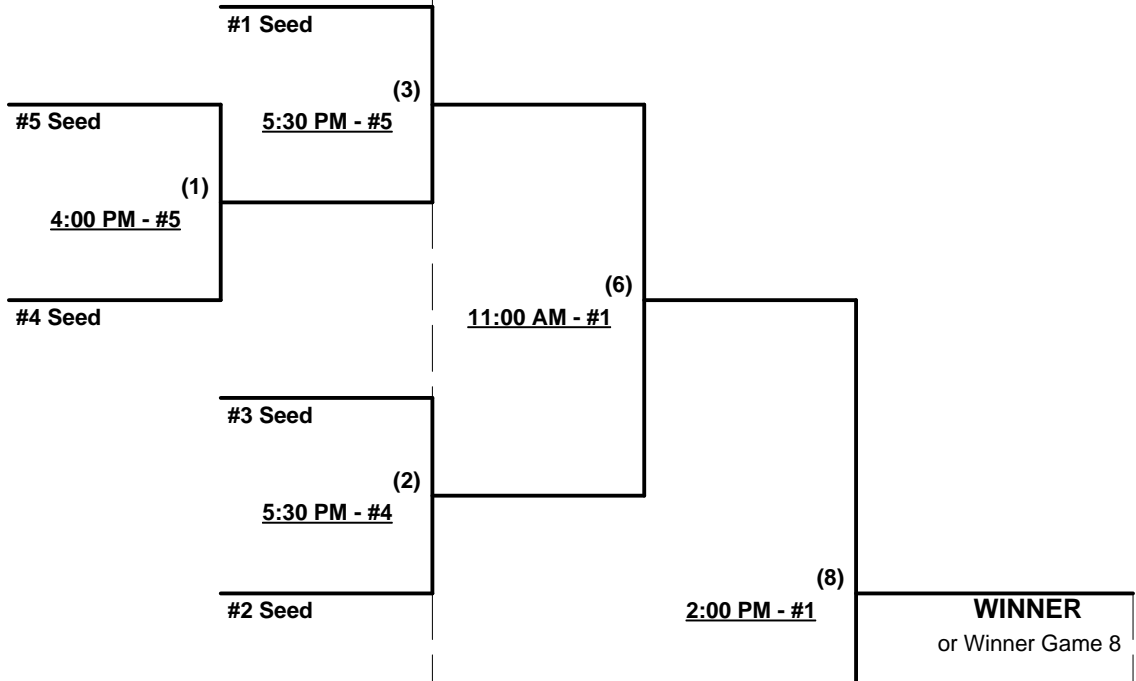 #1 Seed
(3)
#5 Seed
5:30 PM - #5
(1)
4:00 PM - #5
(6)
#4 Seed
11:00 AM - #1
#3 Seed
(2)
5:30 PM - #4
(8)
#2 Seed
2:00 PM - #1
WINNER
or Winner Game 8